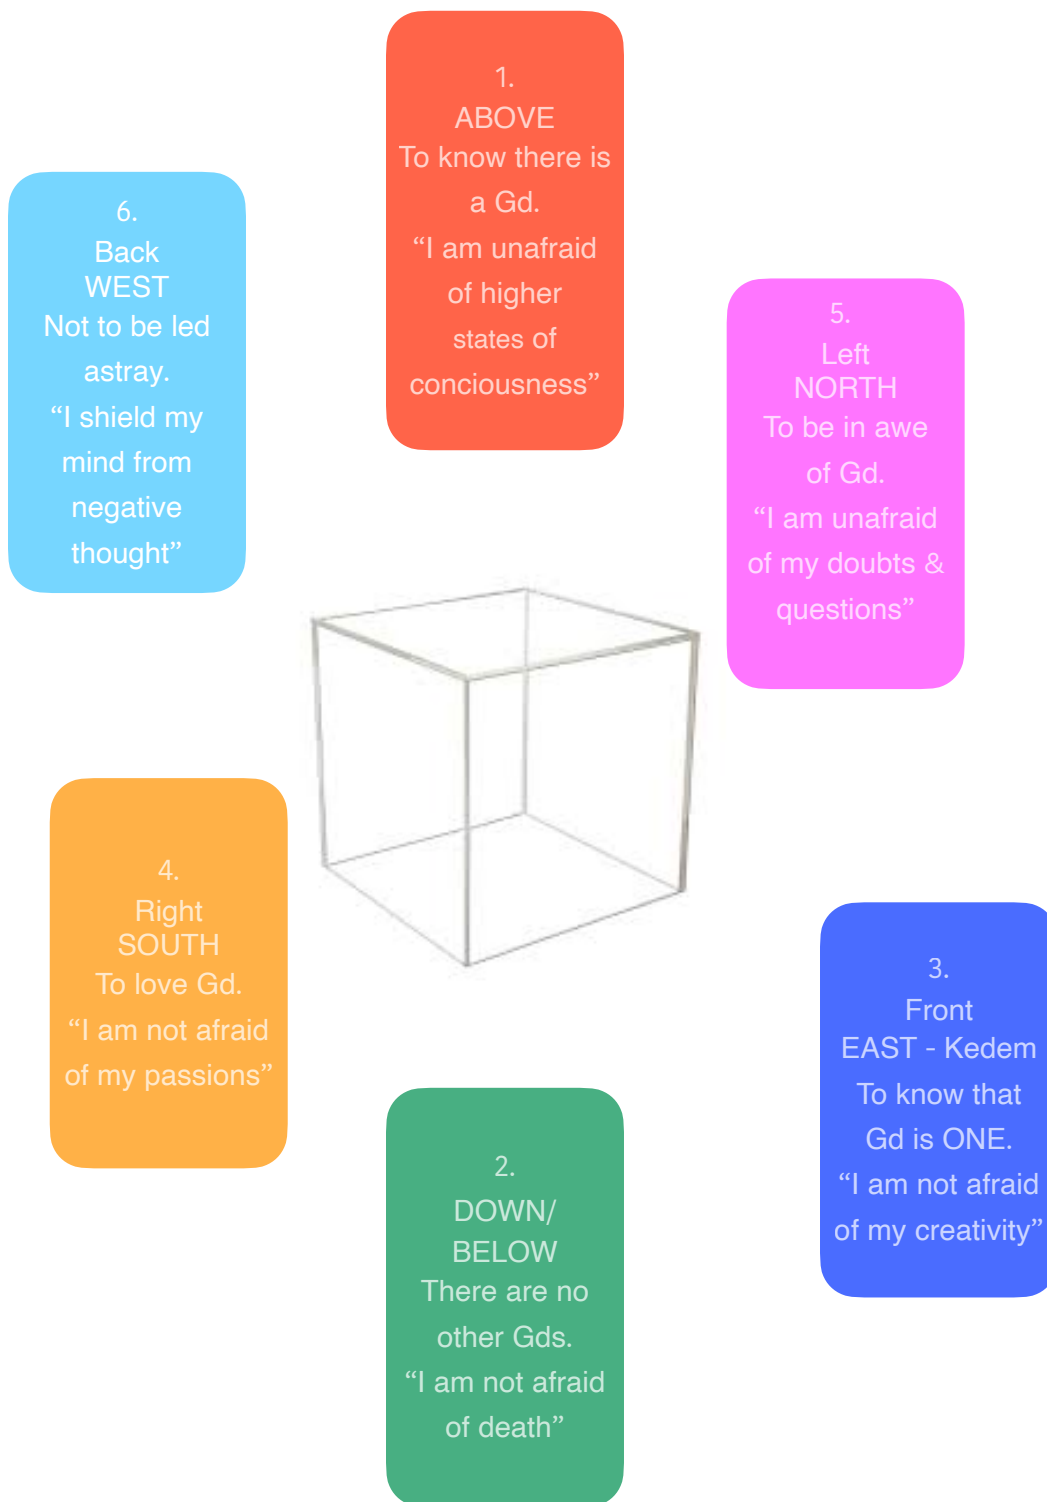 1.
ABOVE
To know there is
a Gd.
“I am unafraid
of higher
states of
conciousness”
6.
Back
WEST
Not to be led
astray.
“I shield my
mind from
negative
thought”
5.
Left
NORTH
To be in awe
of Gd.
“I am unafraid
of my doubts &
questions”
4.
Right
SOUTH
To love Gd.
“I am not afraid
of my passions”
3.
Front
EAST - Kedem
To know that
Gd is ONE.
“I am not afraid
of my creativity”
2.
DOWN/
BELOW
There are no
other Gds.
“I am not afraid
of death”